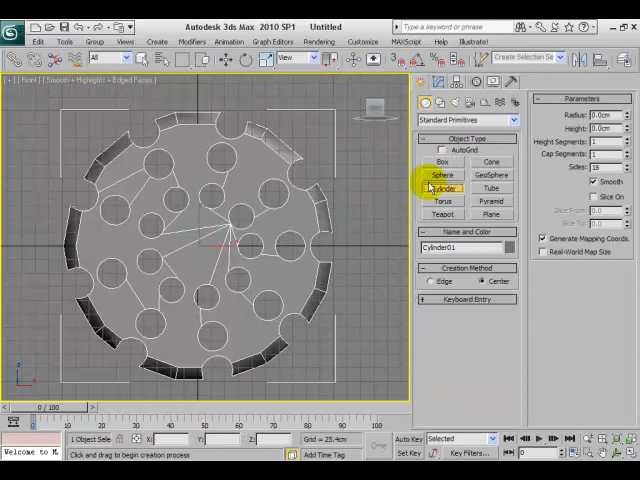 Autodesk 3ds Max 2010 SP1 Untitled
Type a keyword or phrase
Edit Tools Group Views Create Modifiers Animation Graph Editors Rendering Customize MAXScript Help Illustrate!
All View Create Selection Se
[ + ] [ Front ] [ Smooth + Highlights + Edged Faces ]
Standard Primitives
Object Type
AutoGrid
Box Cone
Sphere GeoSphere
Cylinder Tube
Torus Pyramid
Teapot Plane
Name and Color
Cylinder01
Creation Method
Edge Center
Keyboard Entry
Parameters
Radius: 0.0cm
Height: 0.0cm
Height Segments: 1
Cap Segments: 1
Sides: 18
Smooth
Slice On
Slice From: 0.0
Slice To: 0.0
Generate Mapping Coords.
Real-World Map Size
0 / 100
0 10 20 30 40 50 60 70 80 90 100
1 Object Sele X: Y: Z: Grid = 25.4cm Auto Key Selected
Welcome to M Click and drag to begin creation process Add Time Tag Set Key Key Filters... 0